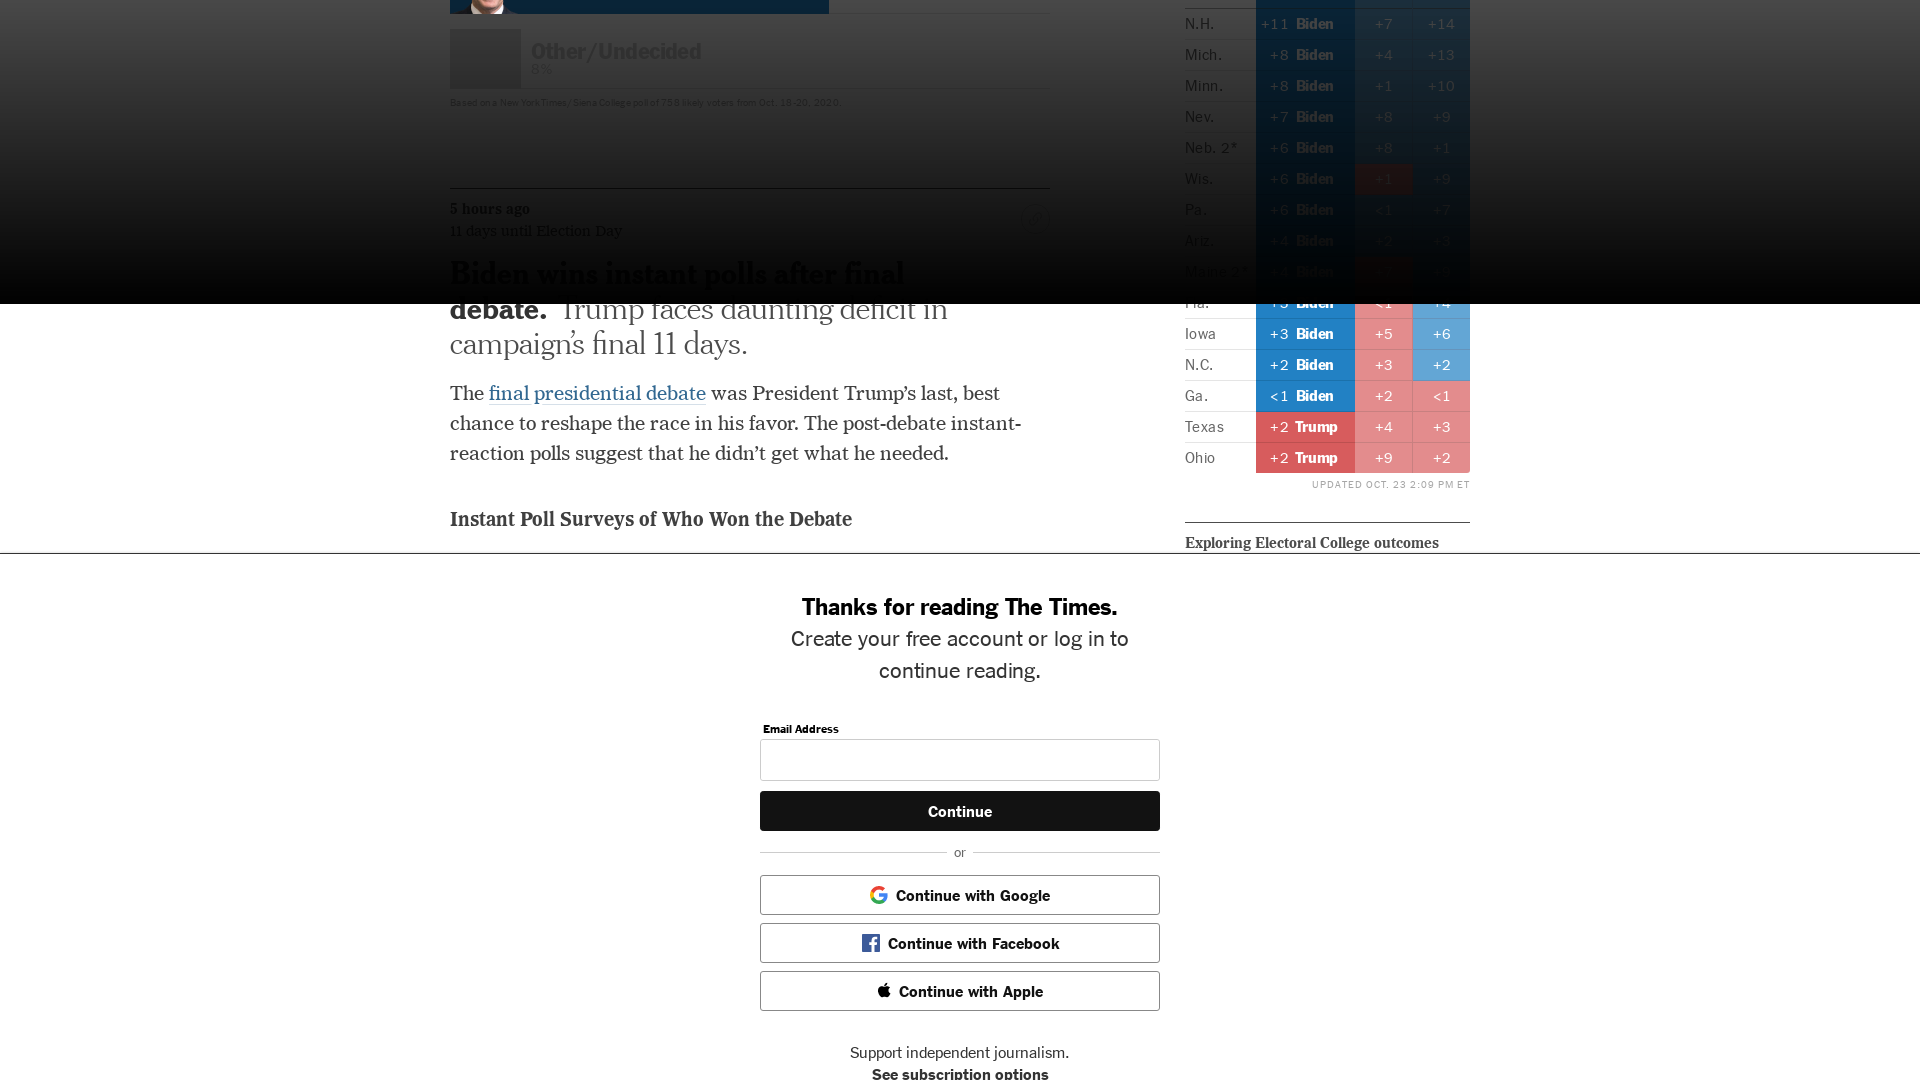 Other/Undecided
8%
Based on a New York Times/Siena College poll of 758 likely voters from Oct. 18-20, 2020.
5 hours ago
11 days until Election Day
Biden wins instant polls after final
debate. Trump faces daunting deficit in
campaign’s final 11 days.
The final presidential debate was President Trump’s last, best
chance to reshape the race in his favor. The post-debate instant-
reaction polls suggest that he didn’t get what he needed.
Instant Poll Surveys of Who Won the Debate
N.H. +11 Biden +7 +14
Mich. +8 Biden +4 +13
Minn. +8 Biden +1 +10
Nev. +7 Biden +8 +9
Neb. 2* +6 Biden +8 +1
Wis. +6 Biden +1 +9
Pa. +6 Biden <1 +7
Ariz. +4 Biden +2 +3
Biden
Fla. +3 Biden <1 +4
Iowa +3 Biden +5 +6
N.C. +2 Biden +3 +2
Ga. <1 Biden +2 <1
Texas +2 Trump +4 +3
Ohio +2 Trump +9 +2
UPDATED OCT. 23 2:09 PM ET
Exploring Electoral College outcomes
Thanks for reading The Times.
Create your free account or log in to
continue reading.
Email Address
Continue
or
Continue with Google
Continue with Facebook
Continue with Apple
Support independent journalism.
See subscription options